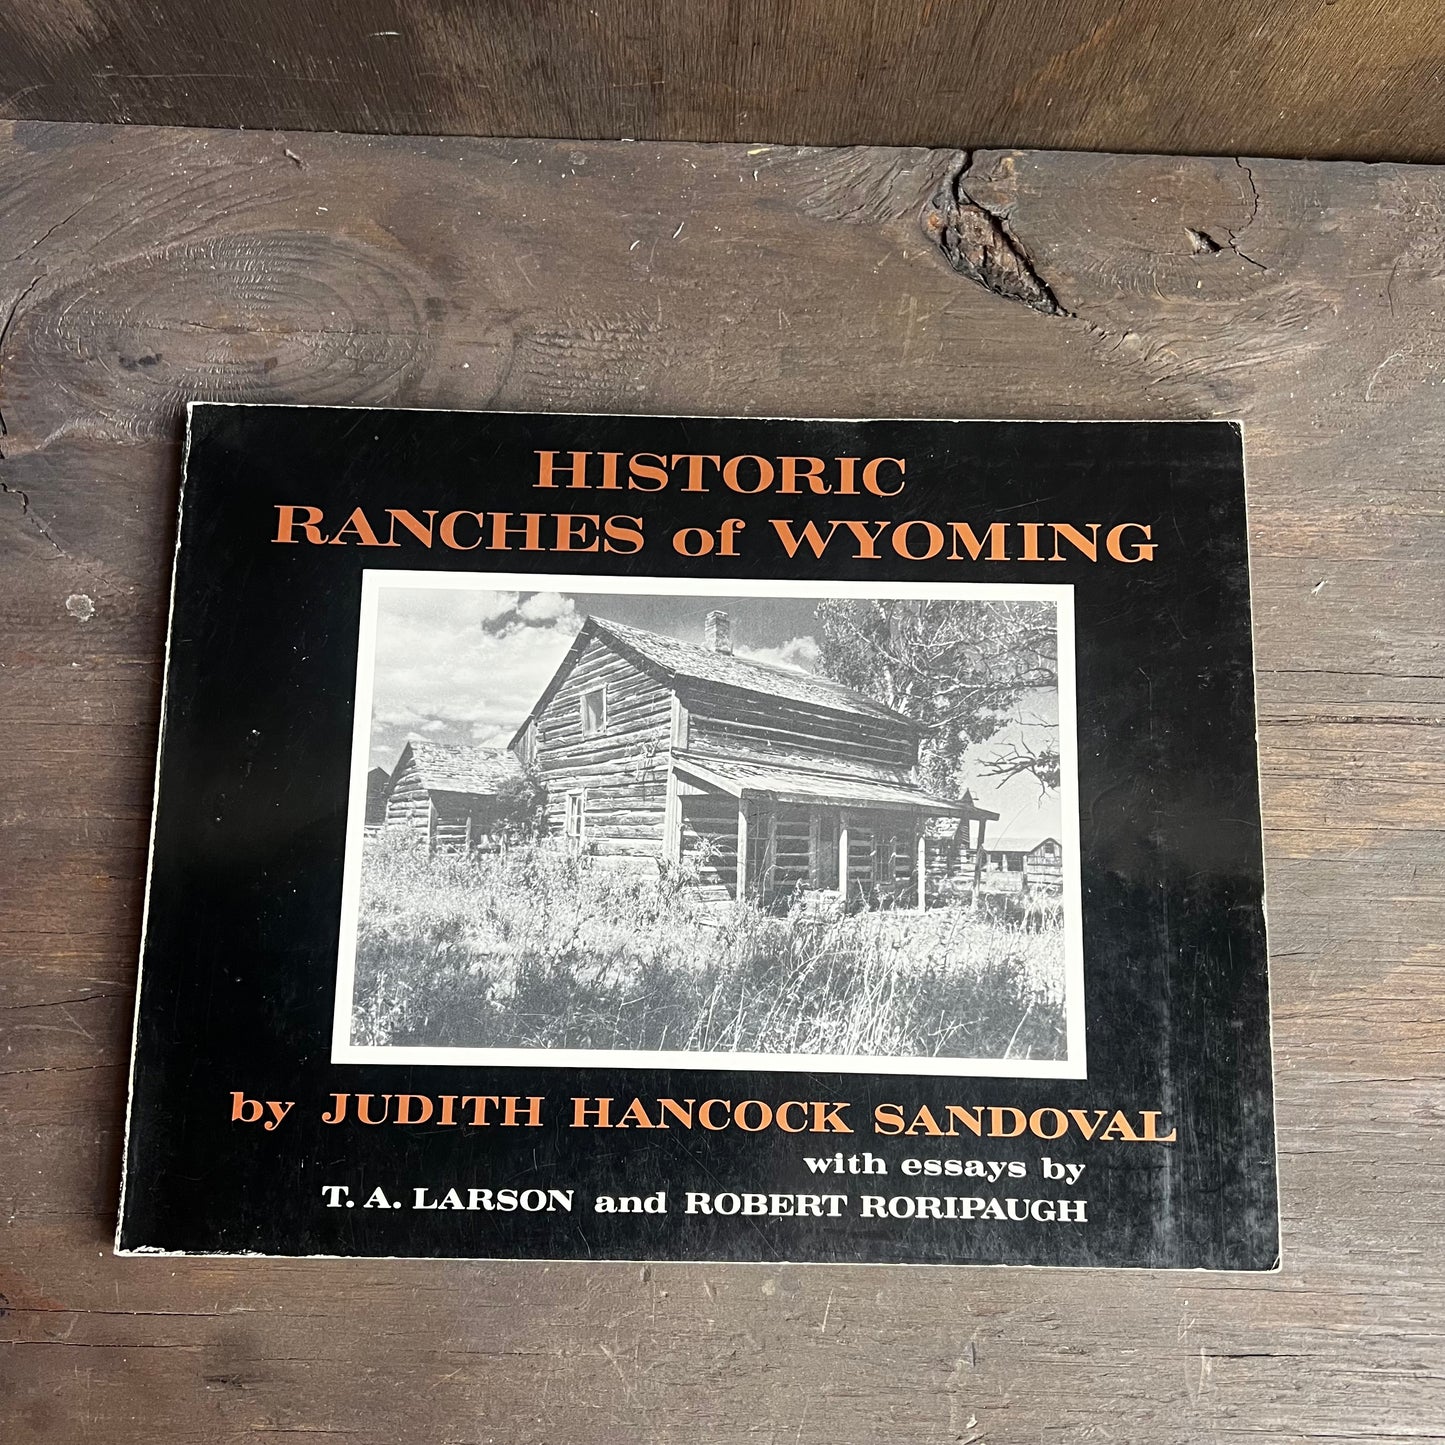 HISTORIC
RANCHES of WYOMING
by JUDITH HANCOCK SANDOVAL
with essays by
T. A. LARSON and ROBERT RORIPAUGH